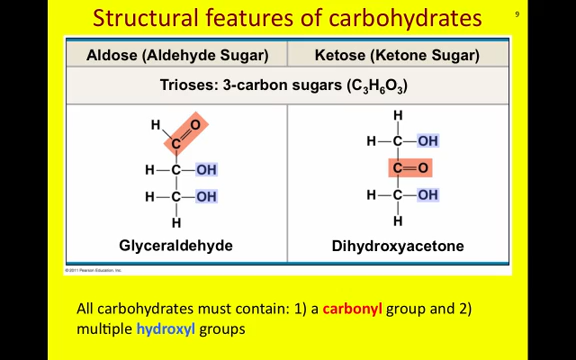 Structural features of carbohydrates
9
Aldose (Aldehyde Sugar)
Ketose (Ketone Sugar)
Trioses: 3-carbon sugars (C₃H₆O₃)
H O
C
H—C—OH
H—C—OH
H
Glyceraldehyde
H
H—C—OH
C=O
H—C—OH
H
Dihydroxyacetone
©2011 Pearson Education, Inc.
All carbohydrates must contain: 1) a carbonyl group and 2)
multiple hydroxyl groups